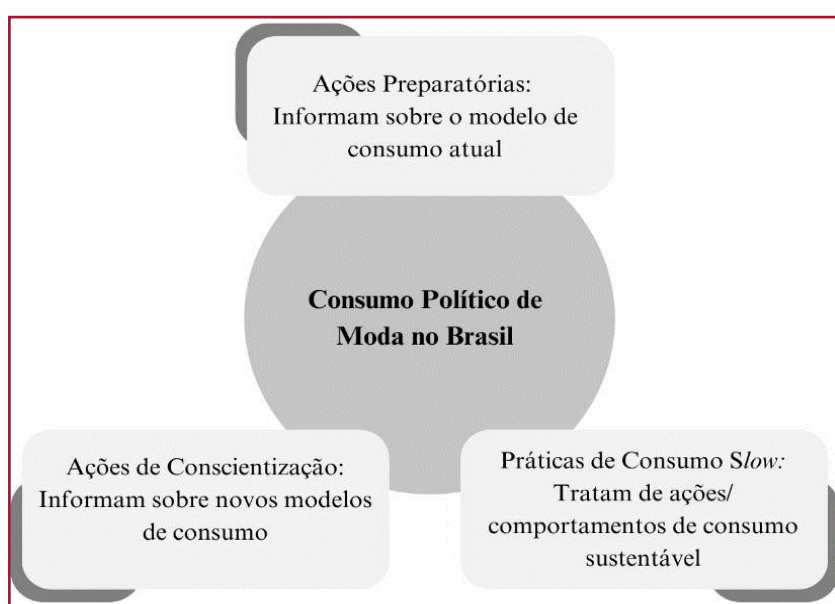 Ações Preparatórias:
Informam sobre o modelo de
consumo atual
Consumo Político de
Moda no Brasil
Ações de Conscientização:
Informam sobre novos modelos
de consumo
Práticas de Consumo Slow:
Tratam de ações/
comportamentos de consumo
sustentável